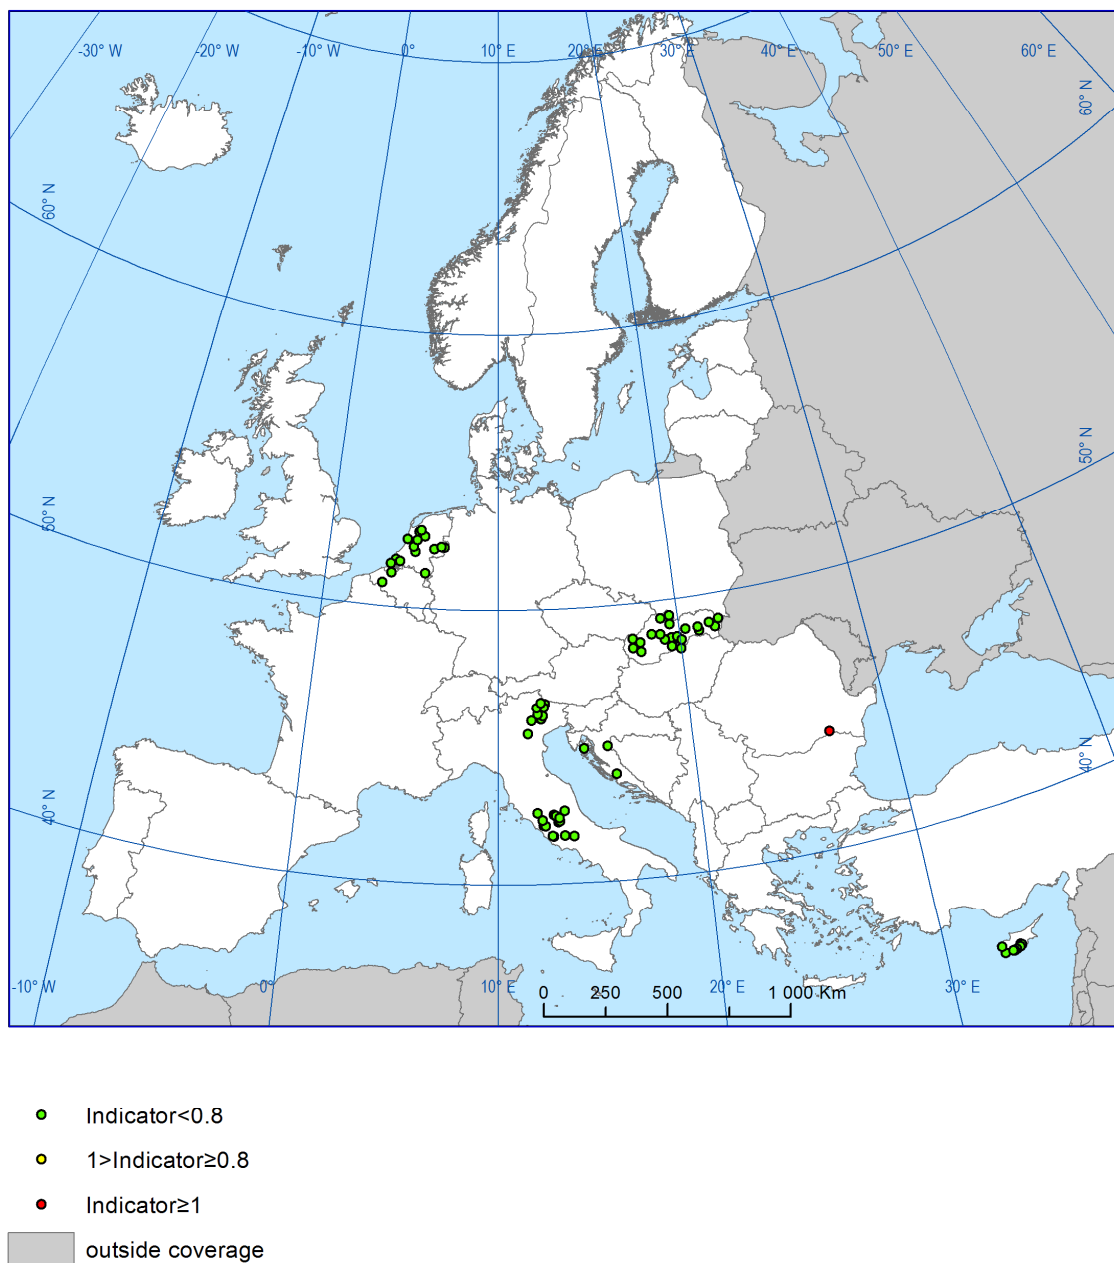 -30° W
-20° W
-10° W
0°
10° E
20° E
30° E
40° E
50° E
60° E
60° N
60° N
50° N
50° N
40° N
40° N
-10° W
0°
10° E
20° E
30° E
0
250
500
1 000 Km
Indicator<0.8
1>Indicator≥0.8
Indicator≥1
outside coverage